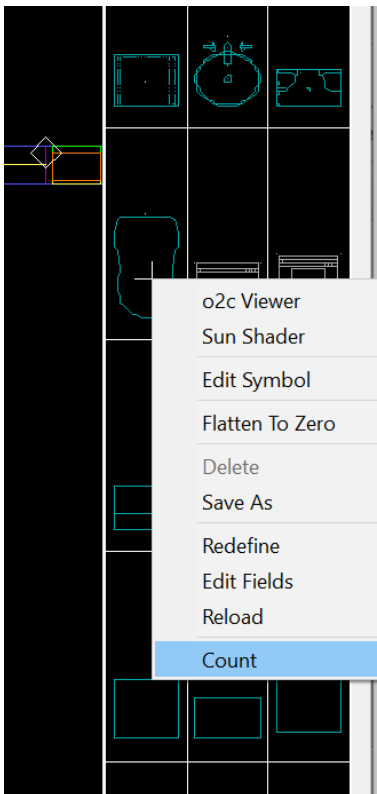 o2c Viewer
Sun Shader
Edit Symbol
Flatten To Zero
Delete
Save As
Redefine
Edit Fields
Reload
Count